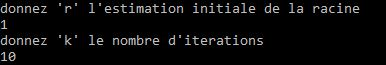 donnez 'r' l'estimation initiale de la racine
1
donnez 'k' le nombre d'iterations
10